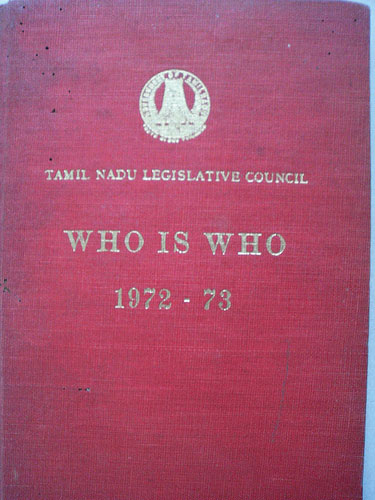 TAMIL NADU LEGISLATIVE COUNCIL
WHO IS WHO
1972 - 73